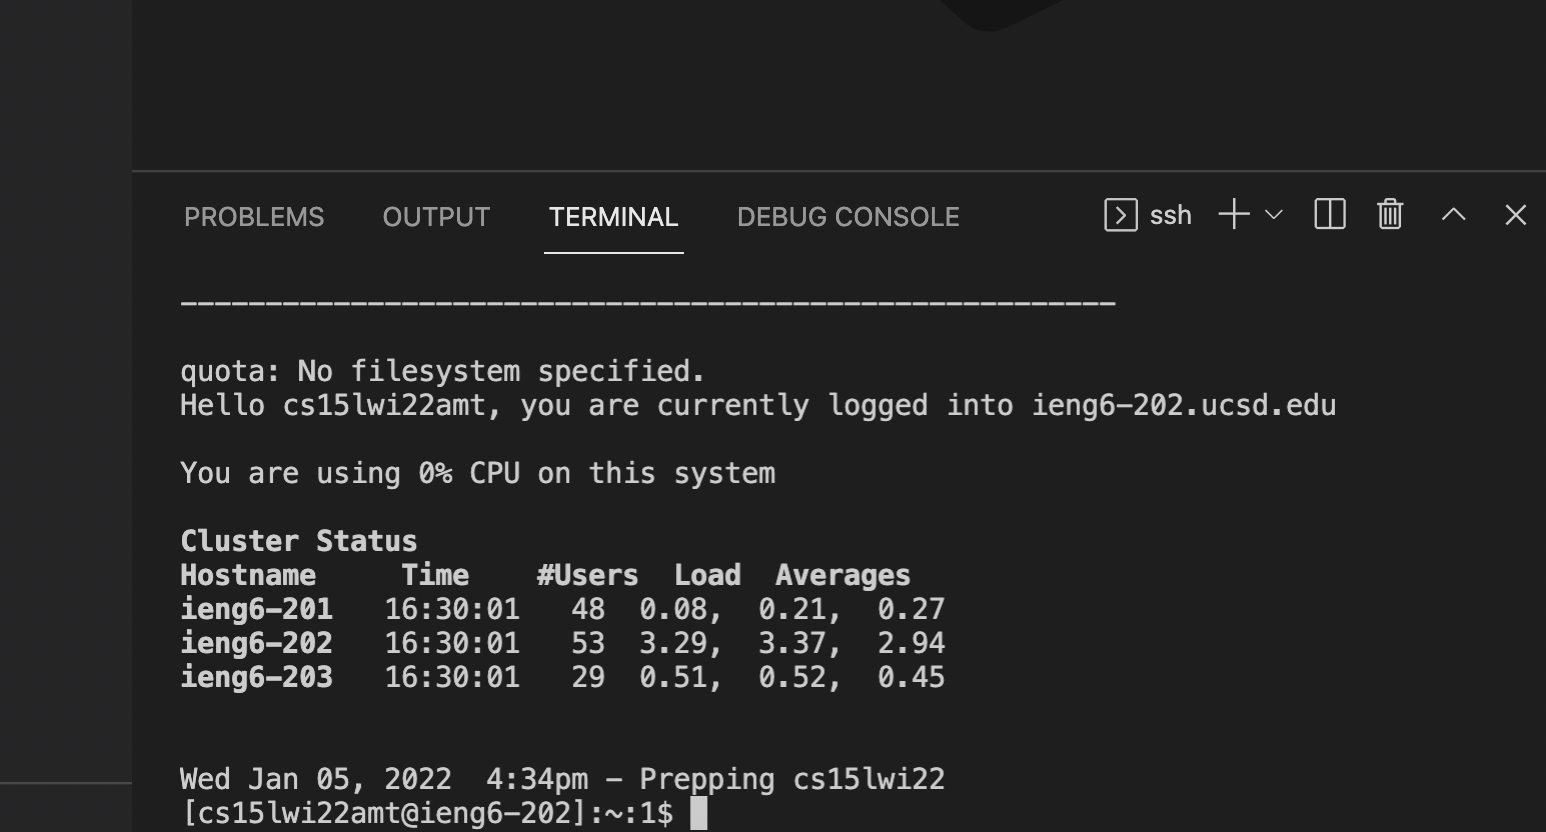 PROBLEMS OUTPUT TERMINAL DEBUG CONSOLE ssh
-------------------------------------------------------
quota: No filesystem specified.
Hello cs15lwi22amt, you are currently logged into ieng6-202.ucsd.edu
You are using 0% CPU on this system
Cluster Status
Hostname Time #Users Load Averages
ieng6-201 16:30:01 48 0.08, 0.21, 0.27
ieng6-202 16:30:01 53 3.29, 3.37, 2.94
ieng6-203 16:30:01 29 0.51, 0.52, 0.45
Wed Jan 05, 2022 4:34pm - Prepping cs15lwi22
[cs15lwi22amt@ieng6-202]:~:1$